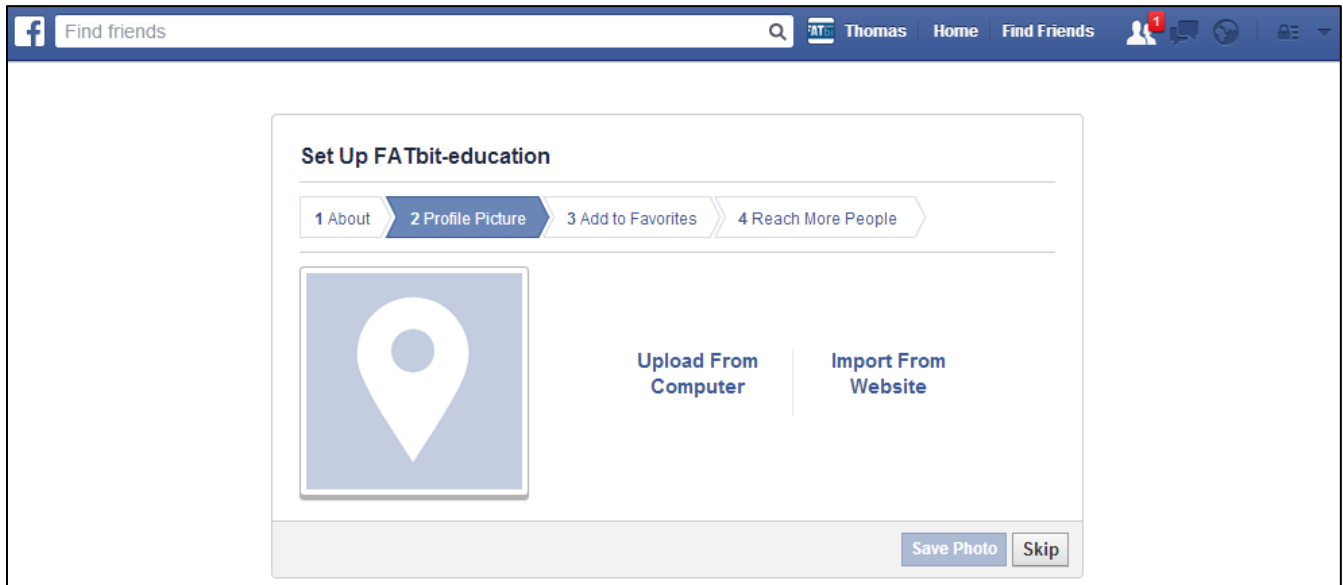 f Find friends FATbit Thomas Home Find Friends 1
Set Up FATbit-education
1 About 2 Profile Picture 3 Add to Favorites 4 Reach More People
Upload From Import From
Computer Website
Save Photo Skip